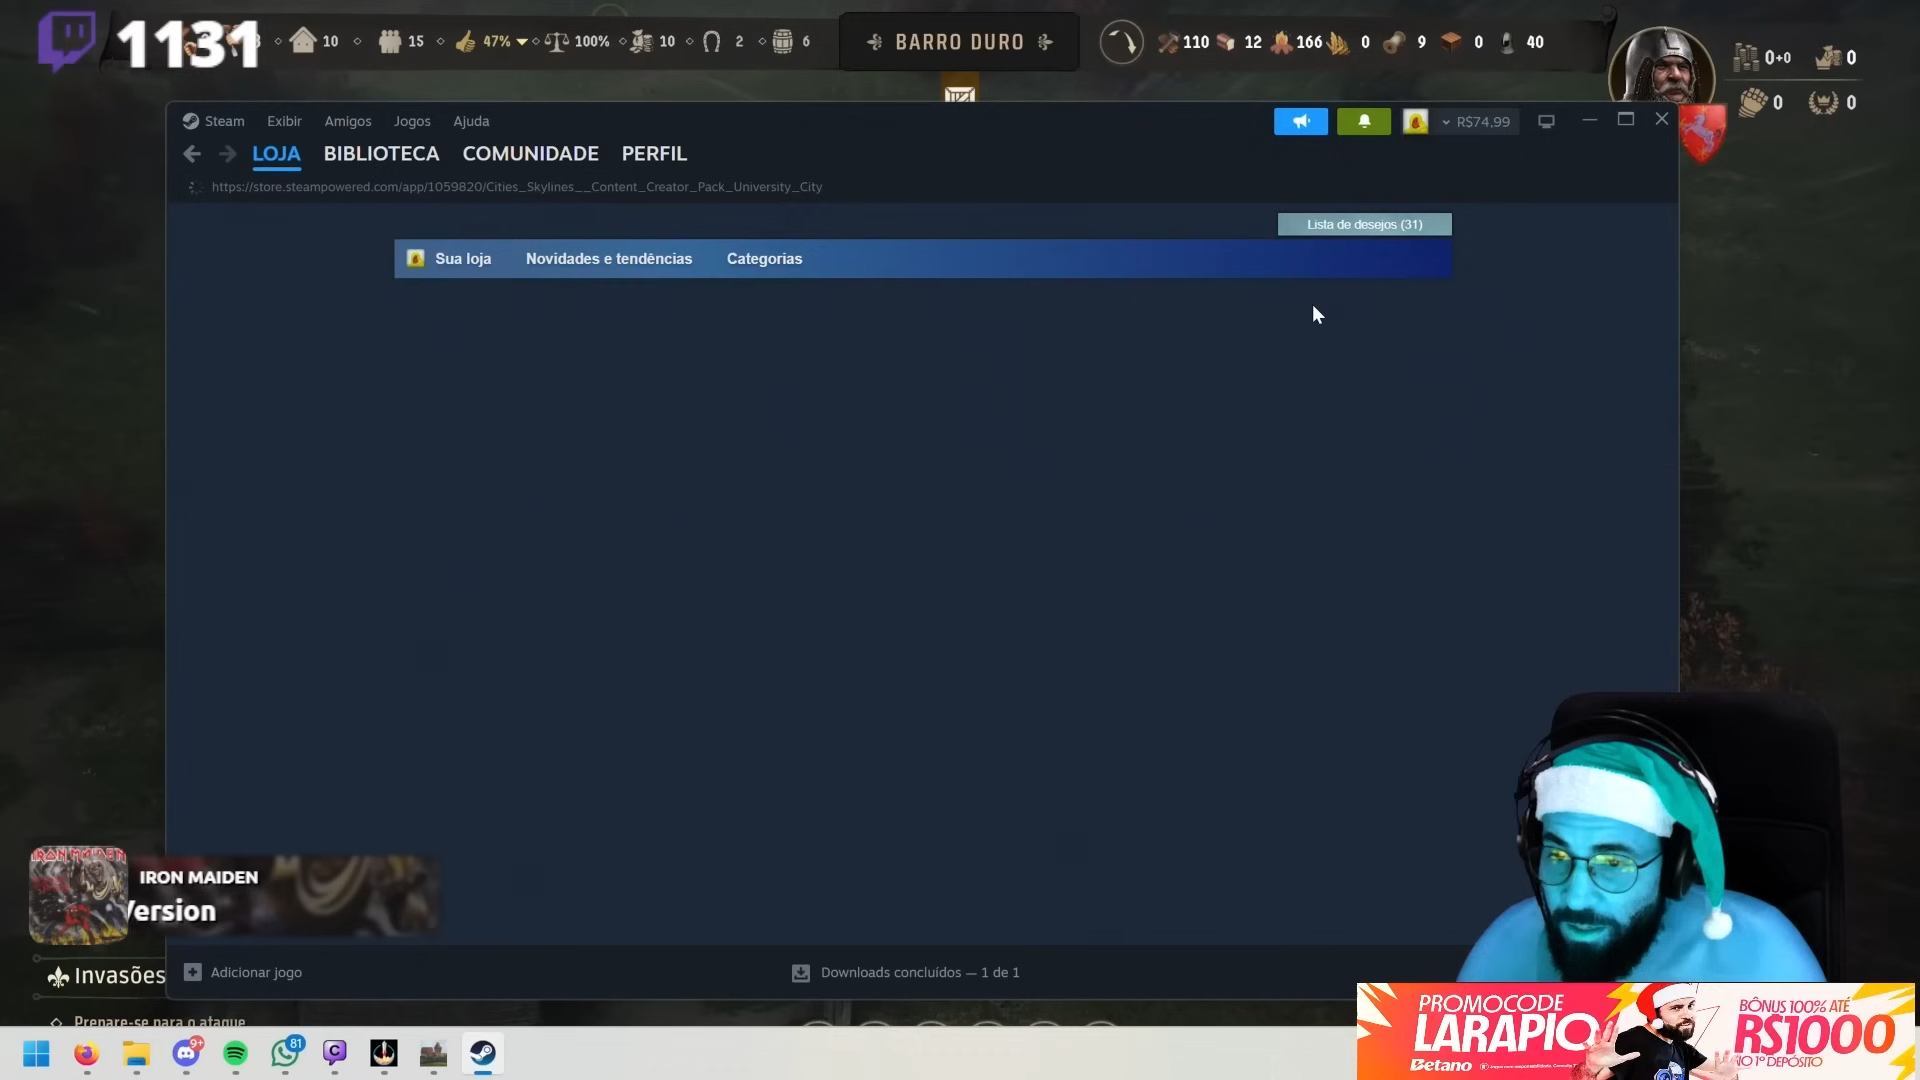 1131
10
15
47%
100%
10
2
6
BARRO DURO
110
12
166
0
9
0
40
0+0
0
0
0
Steam
Exibir
Amigos
Jogos
Ajuda
R$74,99
LOJA
BIBLIOTECA
COMUNIDADE
PERFIL
https://store.steampowered.com/app/1059820/Cities_Skylines__Content_Creator_Pack_University_City
Lista de desejos (31)
Sua loja
Novidades e tendências
Categorias
IRON MAIDEN
IRON MAIDEN
Version
Invasões
Adicionar jogo
Downloads concluídos — 1 de 1
Prepare-se para o ataque
9+
81
PROMOCODE
LARAPIO
Betano
BÔNUS 100% ATÉ
R$1000
NO 1º DEPÓSITO